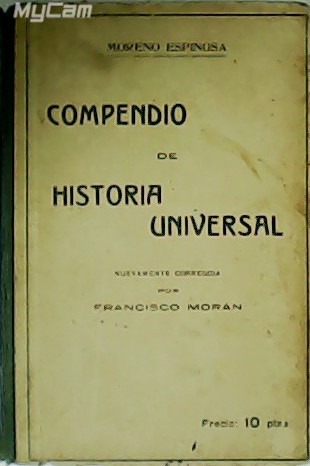 MyCam
MORENO ESPINOSA
COMPENDIO
DE
HISTORIA
UNIVERSAL
NUEVAMENTE CORREGIDA
POR
FRANCISCO MORÁN
Precio: 10 ptas